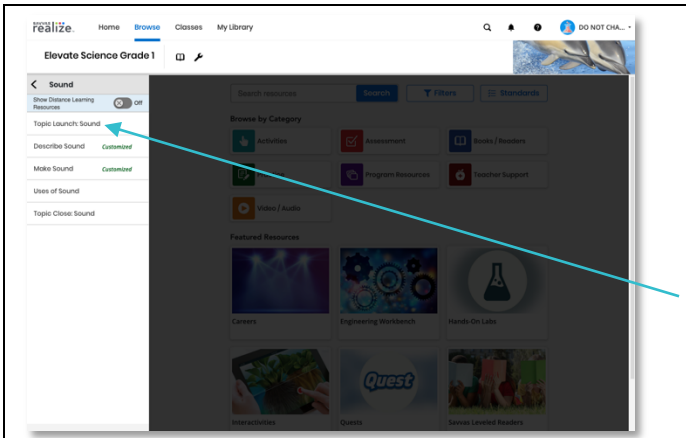 savvas
realize. Home Browse Classes My Library DO NOT CHA...
Elevate Science Grade 1
Sound
Show Distance Learning
Resources
Off
Topic Launch: Sound
Describe Sound Customized
Make Sound Customized
Uses of Sound
Topic Close: Sound
Search resources Search Filters Standards
Browse by Category
Activities Assessment Books / Readers
Program Resources Teacher Support
Video / Audio
Featured Resources
Careers Engineering Workbench Hands-On Labs
Quest
Interactivities Quests Savvas Leveled Readers